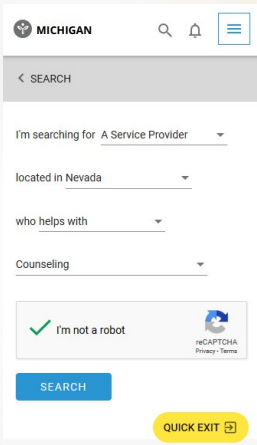 MICHIGAN
SEARCH
I'm searching for A Service Provider
located in Nevada
who helps with
Counseling
I'm not a robot
reCAPTCHA
Privacy - Terms
SEARCH
QUICK EXIT